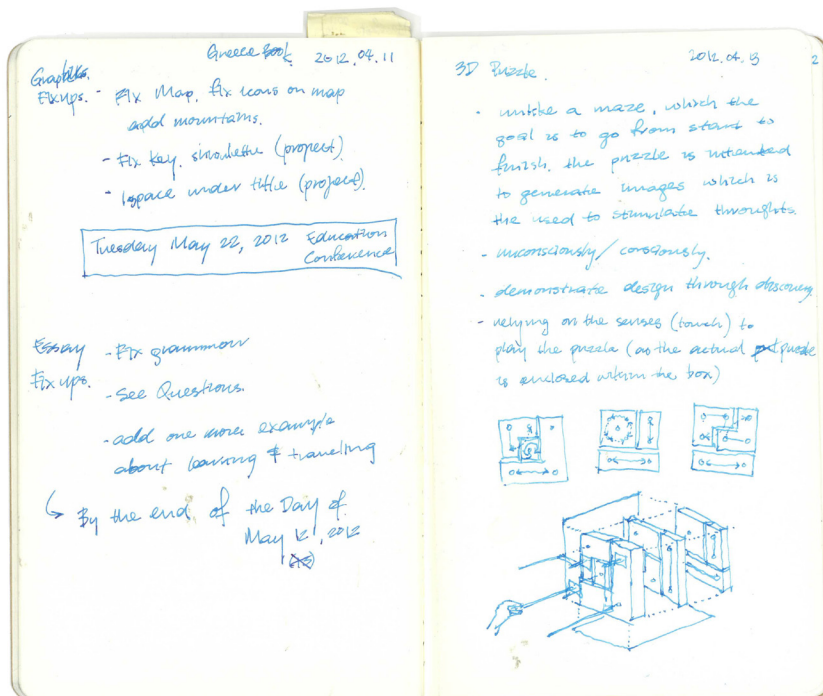 Greece Book 2012.04.11
Graphics
Fix ups. - Fix Map, fix icons on map
add mountains.
- Fix key, silouhette (project)
- 1 space under title (project).
Tuesday May 22, 2012 Education
Conference
Essay - Fix grammar
Fix ups.
- See Questions.
- add one more example
about learning & traveling
↳ By the end of the Day of
May 12, 2012
3D Puzzle. 2012.04.13 2
- unlike a maze, which the
goal is to go from start to
finish, the puzzle is intended
to generate images which is
the used to stimulate thoughts.
- unconsciously/consciously.
- demonstrate design through discovery.
- relying on the senses (touch) to
play the puzzle (as the actual puzzle
is enclosed within the box)